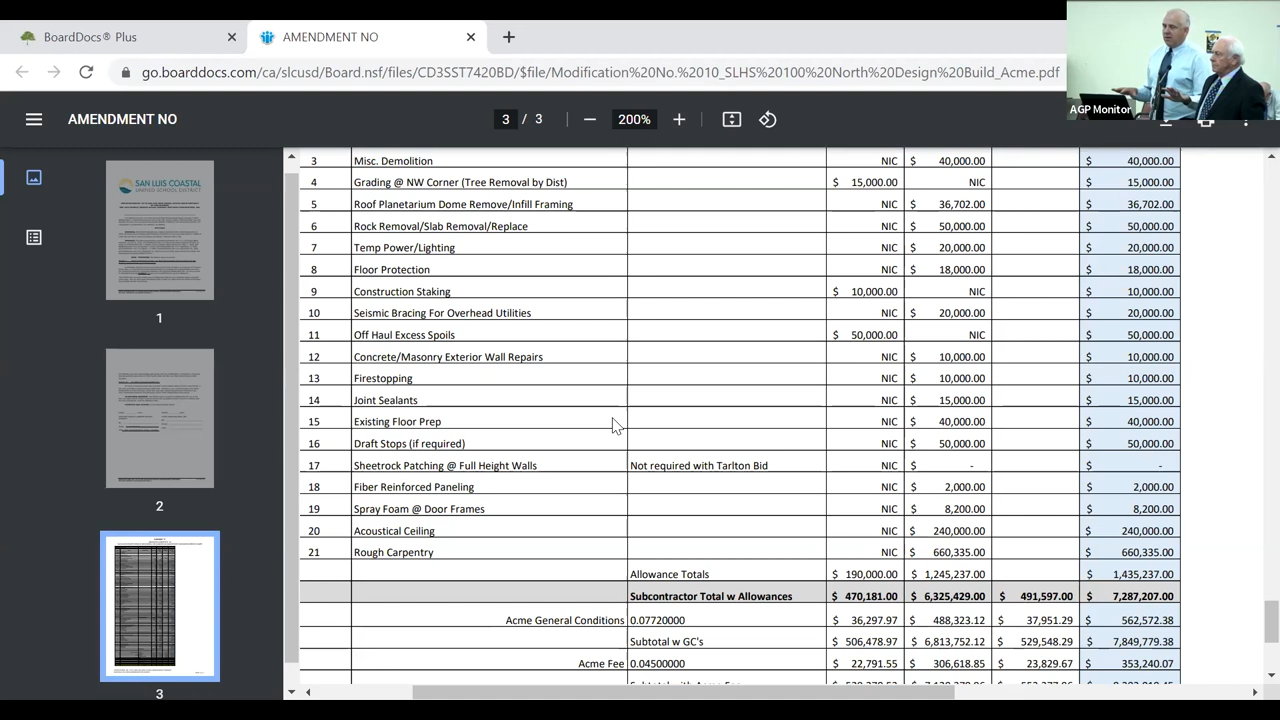 BoardDocs® Plus
AMENDMENT NO
go.boarddocs.com/ca/slcusd/Board.nsf/files/CD3SST7420BD/$file/Modification%20No.%2010_SLHS%20100%20North%20Design%20Build_Acme.pdf
AGP Monitor
AMENDMENT NO
3 / 3
200%
SAN LUIS COASTAL
UNIFIED SCHOOL DISTRICT
1
2
3
3 Misc. Demolition NIC $ 40,000.00 $ 40,000.00
4 Grading @ NW Corner (Tree Removal by Dist) $ 15,000.00 NIC $ 15,000.00
5 Roof Planetarium Dome Remove/Infill Framing NIC $ 36,702.00 $ 36,702.00
6 Rock Removal/Slab Removal/Replace NIC $ 50,000.00 $ 50,000.00
7 Temp Power/Lighting NIC $ 20,000.00 $ 20,000.00
8 Floor Protection NIC $ 18,000.00 $ 18,000.00
9 Construction Staking $ 10,000.00 NIC $ 10,000.00
10 Seismic Bracing For Overhead Utilities NIC $ 20,000.00 $ 20,000.00
11 Off Haul Excess Spoils $ 50,000.00 NIC $ 50,000.00
12 Concrete/Masonry Exterior Wall Repairs NIC $ 10,000.00 $ 10,000.00
13 Firestopping NIC $ 10,000.00 $ 10,000.00
14 Joint Sealants NIC $ 15,000.00 $ 15,000.00
15 Existing Floor Prep NIC $ 40,000.00 $ 40,000.00
16 Draft Stops (if required) NIC $ 50,000.00 $ 50,000.00
17 Sheetrock Patching @ Full Height Walls Not required with Tarlton Bid NIC $ - $ -
18 Fiber Reinforced Paneling NIC $ 2,000.00 $ 2,000.00
19 Spray Foam @ Door Frames NIC $ 8,200.00 $ 8,200.00
20 Acoustical Ceiling NIC $ 240,000.00 $ 240,000.00
21 Rough Carpentry NIC $ 660,335.00 $ 660,335.00
Allowance Totals $ 190,000.00 $ 1,245,237.00 $ 1,435,237.00
Subcontractor Total w Allowances $ 470,181.00 $ 6,325,429.00 $ 491,597.00 $ 7,287,207.00
Acme General Conditions 0.07720000 $ 36,297.97 $ 488,323.12 $ 37,951.29 $ 562,572.38
Subtotal w GC's $ 506,478.97 $ 6,813,752.12 $ 529,548.29 $ 7,849,779.38
Acme Fee 0.04500000 $ 22,791.55 $ 306,618.85 $ 23,829.67 $ 353,240.07